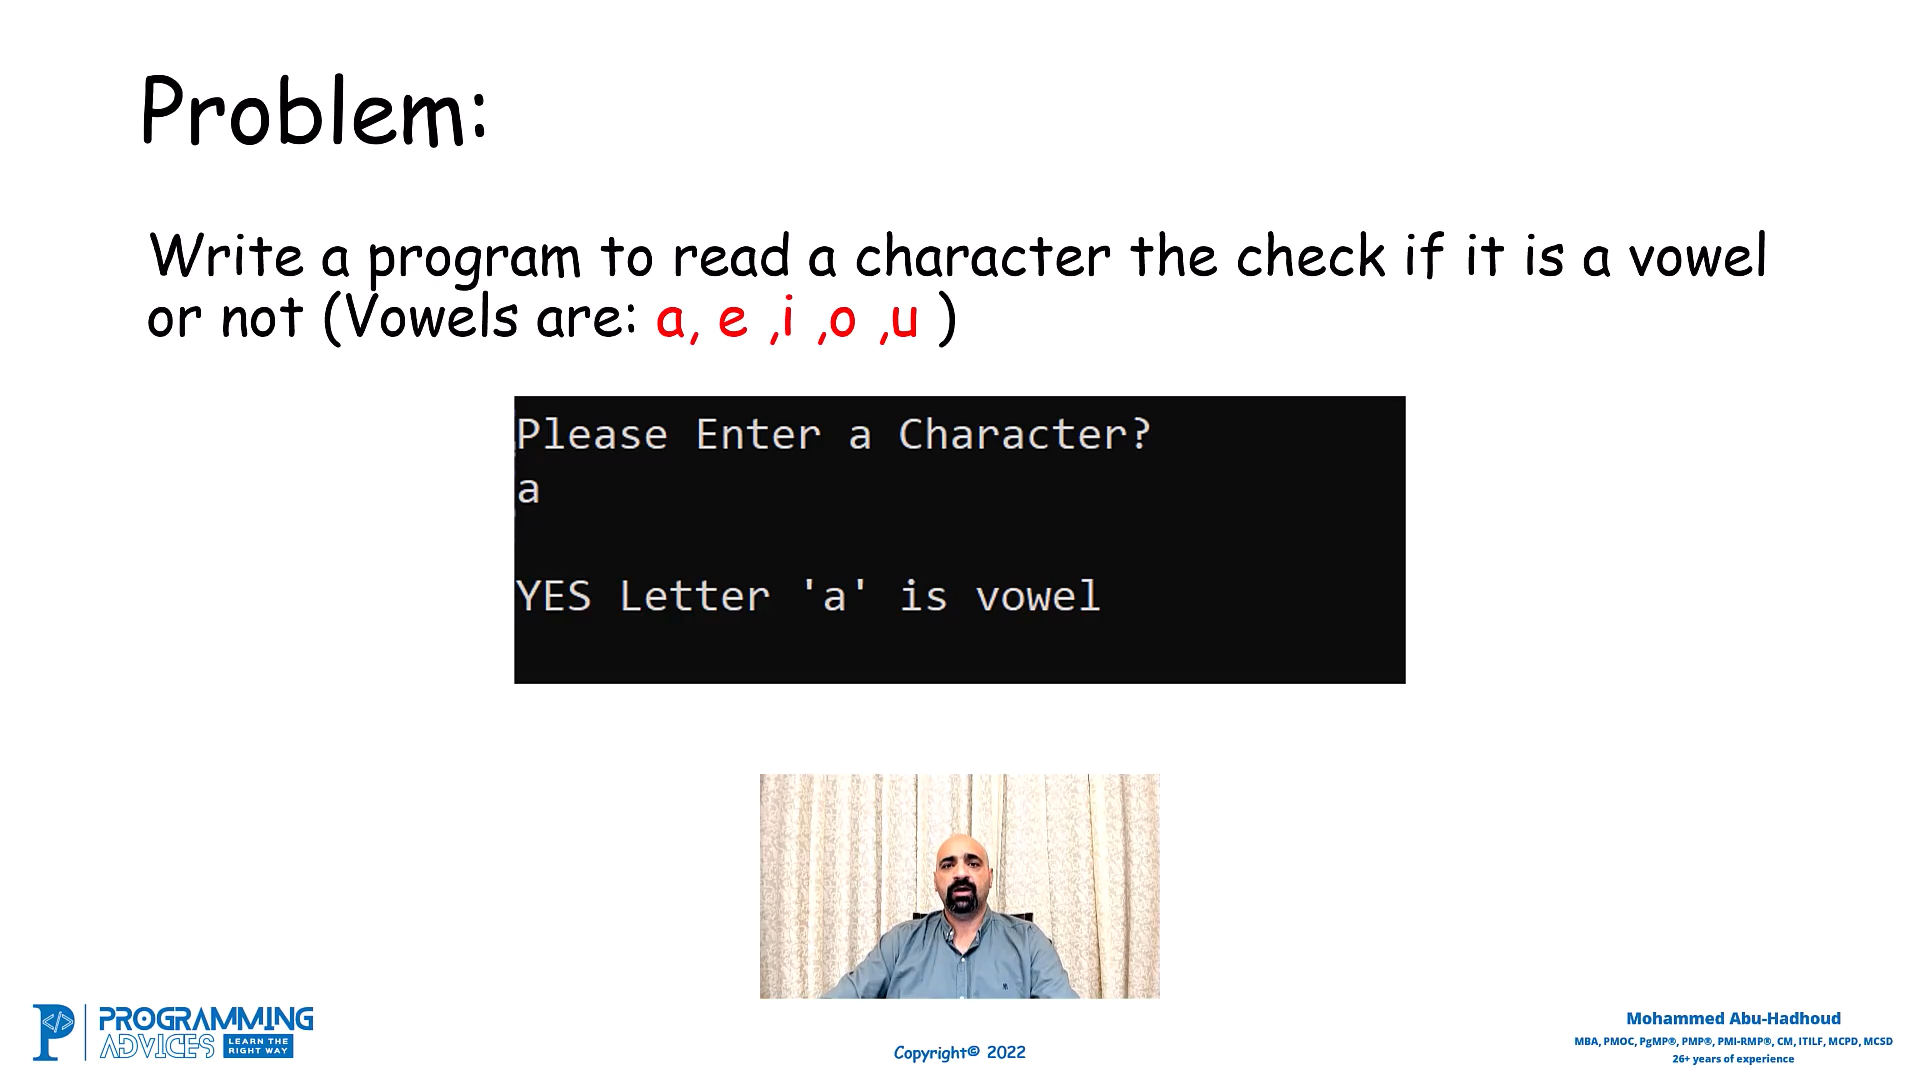 Problem:
Write a program to read a character the check if it is a vowel
or not (Vowels are: a, e ,i ,o ,u )
Please Enter a Character?
a
YES Letter 'a' is vowel
P </>
PROGRAMMING
ADVICES LEARN THE
RIGHT WAY
Copyright© 2022
Mohammed Abu-Hadhoud
MBA, PMOC, PgMP®, PMP®, PMI-RMP®, CM, ITILF, MCPD, MCSD
26+ years of experience